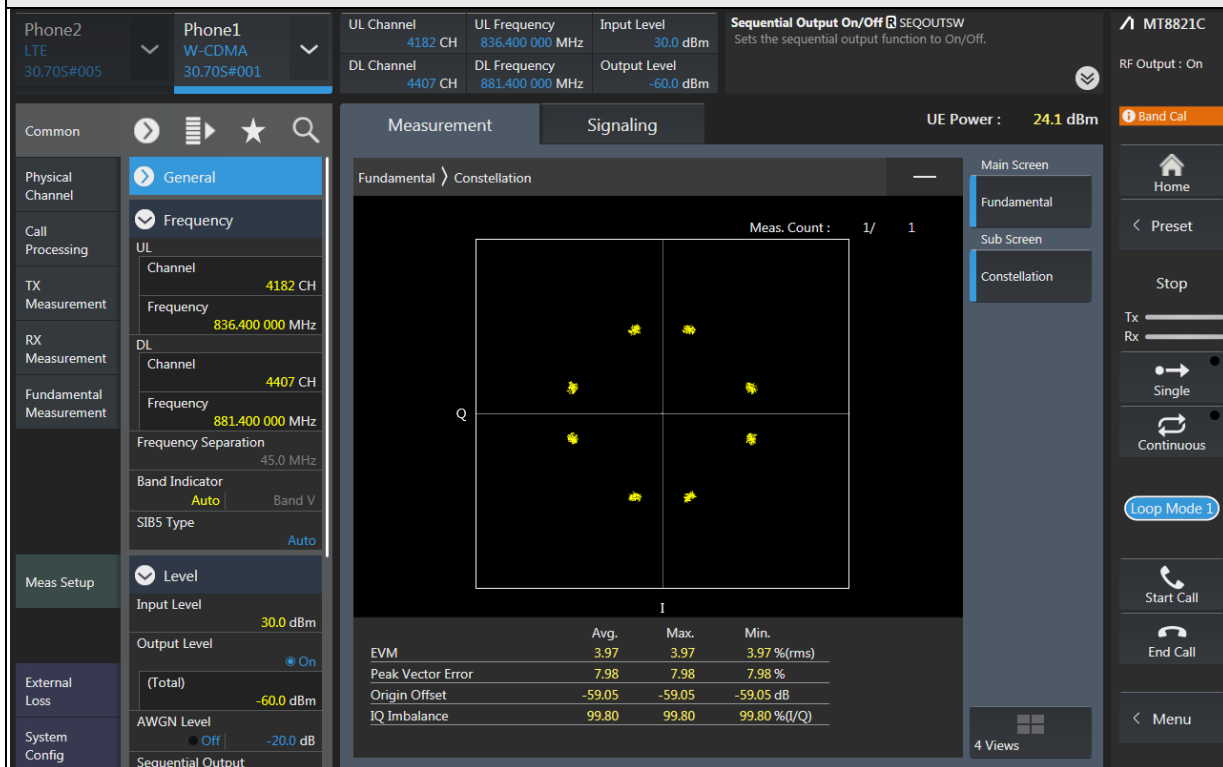 Phone2
LTE
30.70S#005
Phone1
W-CDMA
30.70S#001
UL Channel
4182 CH
UL Frequency
836.400 000 MHz
Input Level
30.0 dBm
DL Channel
4407 CH
DL Frequency
881.400 000 MHz
Output Level
-60.0 dBm
Sequential Output On/Off R SEQOUTSW
Sets the sequential output function to On/Off.
MT8821C
RF Output : On
Common
Physical
Channel
Call
Processing
TX
Measurement
RX
Measurement
Fundamental
Measurement
Meas Setup
External
Loss
System
Config
General
Frequency
UL
Channel
4182 CH
Frequency
836.400 000 MHz
DL
Channel
4407 CH
Frequency
881.400 000 MHz
Frequency Separation
45.0 MHz
Band Indicator
Auto Band V
SIB5 Type
Auto
Level
Input Level
30.0 dBm
Output Level
On
(Total)
-60.0 dBm
AWGN Level
Off -20.0 dB
Sequential Output
Measurement
Signaling
UE Power : 24.1 dBm
Fundamental 〉Constellation
Meas. Count : 1/ 1
Q
I
Avg. Max. Min.
EVM 3.97 3.97 3.97 %(rms)
Peak Vector Error 7.98 7.98 7.98 %
Origin Offset -59.05 -59.05 -59.05 dB
IQ Imbalance 99.80 99.80 99.80 %(I/Q)
Main Screen
Fundamental
Sub Screen
Constellation
4 Views
Band Cal
Home
< Preset
Stop
Tx
Rx
Single
Continuous
Loop Mode 1
Start Call
End Call
< Menu